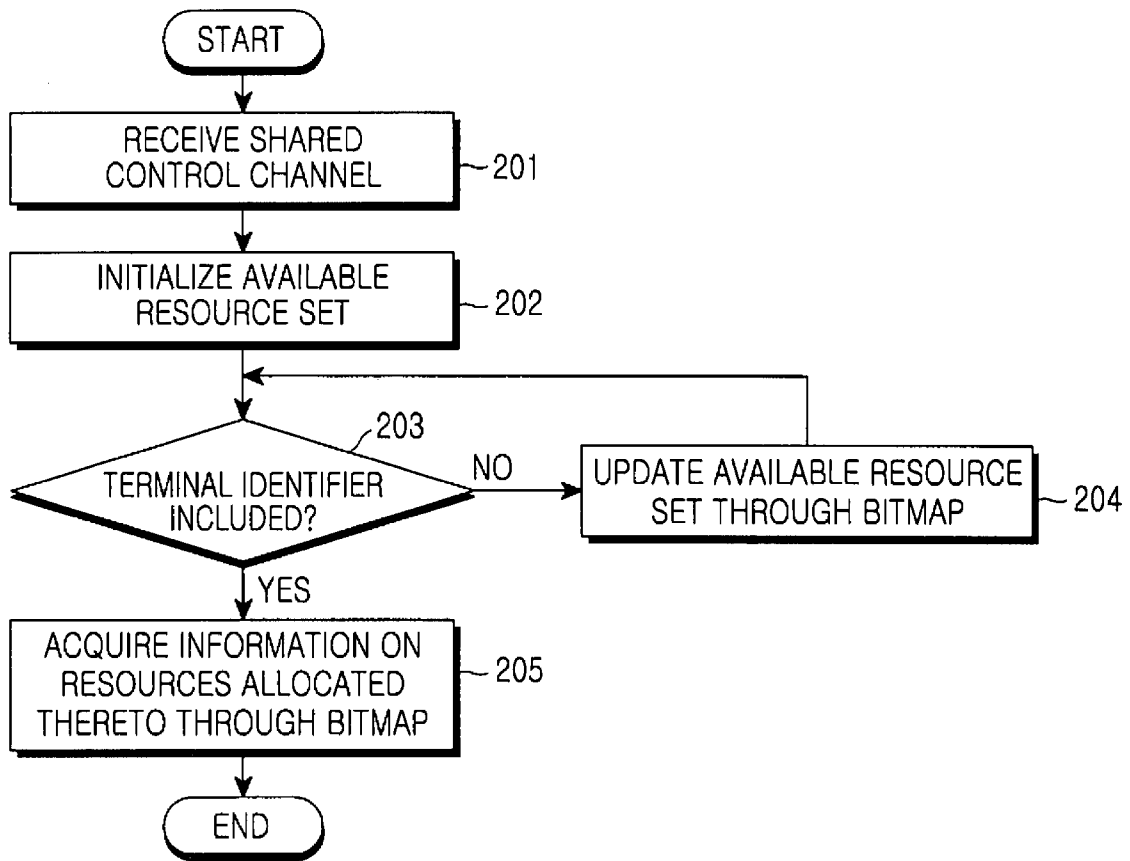 START
RECEIVE SHARED
CONTROL CHANNEL
201
INITIALIZE AVAILABLE
RESOURCE SET
202
203
TERMINAL IDENTIFIER
INCLUDED?
NO
UPDATE AVAILABLE RESOURCE
SET THROUGH BITMAP
204
YES
ACQUIRE INFORMATION ON
RESOURCES ALLOCATED
THERETO THROUGH BITMAP
205
END